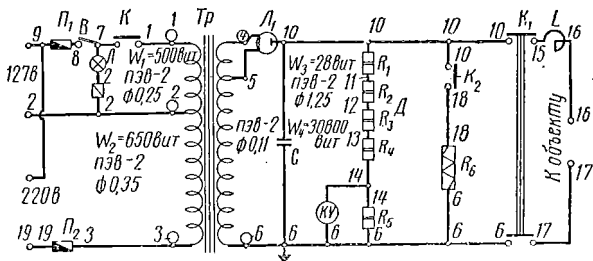 П₁ В К Тр Л₁ К₁ L
9 8 7 1 1 4 10 10 10 10 15 16
127в
Л
W₁=500вит
ПЭВ-2
ф0,25
5
W₃=28вит
ПЭВ-2
ф1,25
10
11
12
13
R₁
R₂
R₃
R₄
Д
10
К₂
18
2
2 2 2
W₂=650вит
ПЭВ-2
ф0,35
ПЭВ-2
ф0,11
W₄=30800
вит
С
18
R₆
6
16
К объекту
17
14
14
КУ
R₅
220в
19 19 П₂ 3 3 6 6 6 6 6 6 17